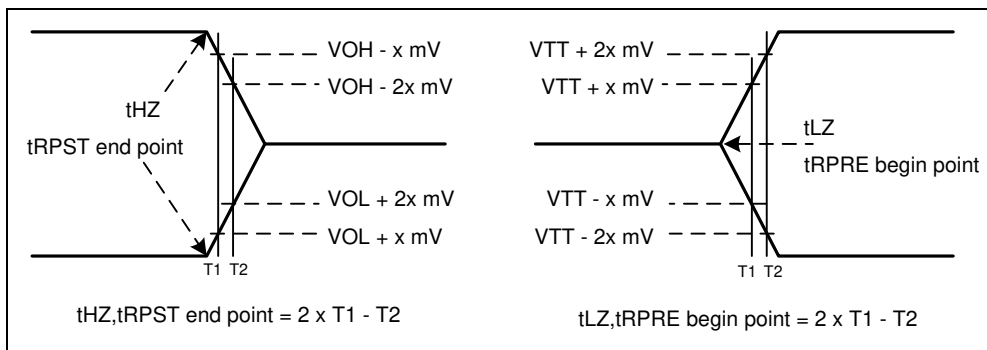 VOH - x mV
VOH - 2x mV
tHZ
tRPST end point
VOL + 2x mV
VOL + x mV
T1 T2
tHZ,tRPST end point = 2 x T1 - T2
VTT + 2x mV
VTT + x mV
tLZ
tRPRE begin point
VTT - x mV
VTT - 2x mV
T1 T2
tLZ,tRPRE begin point = 2 x T1 - T2